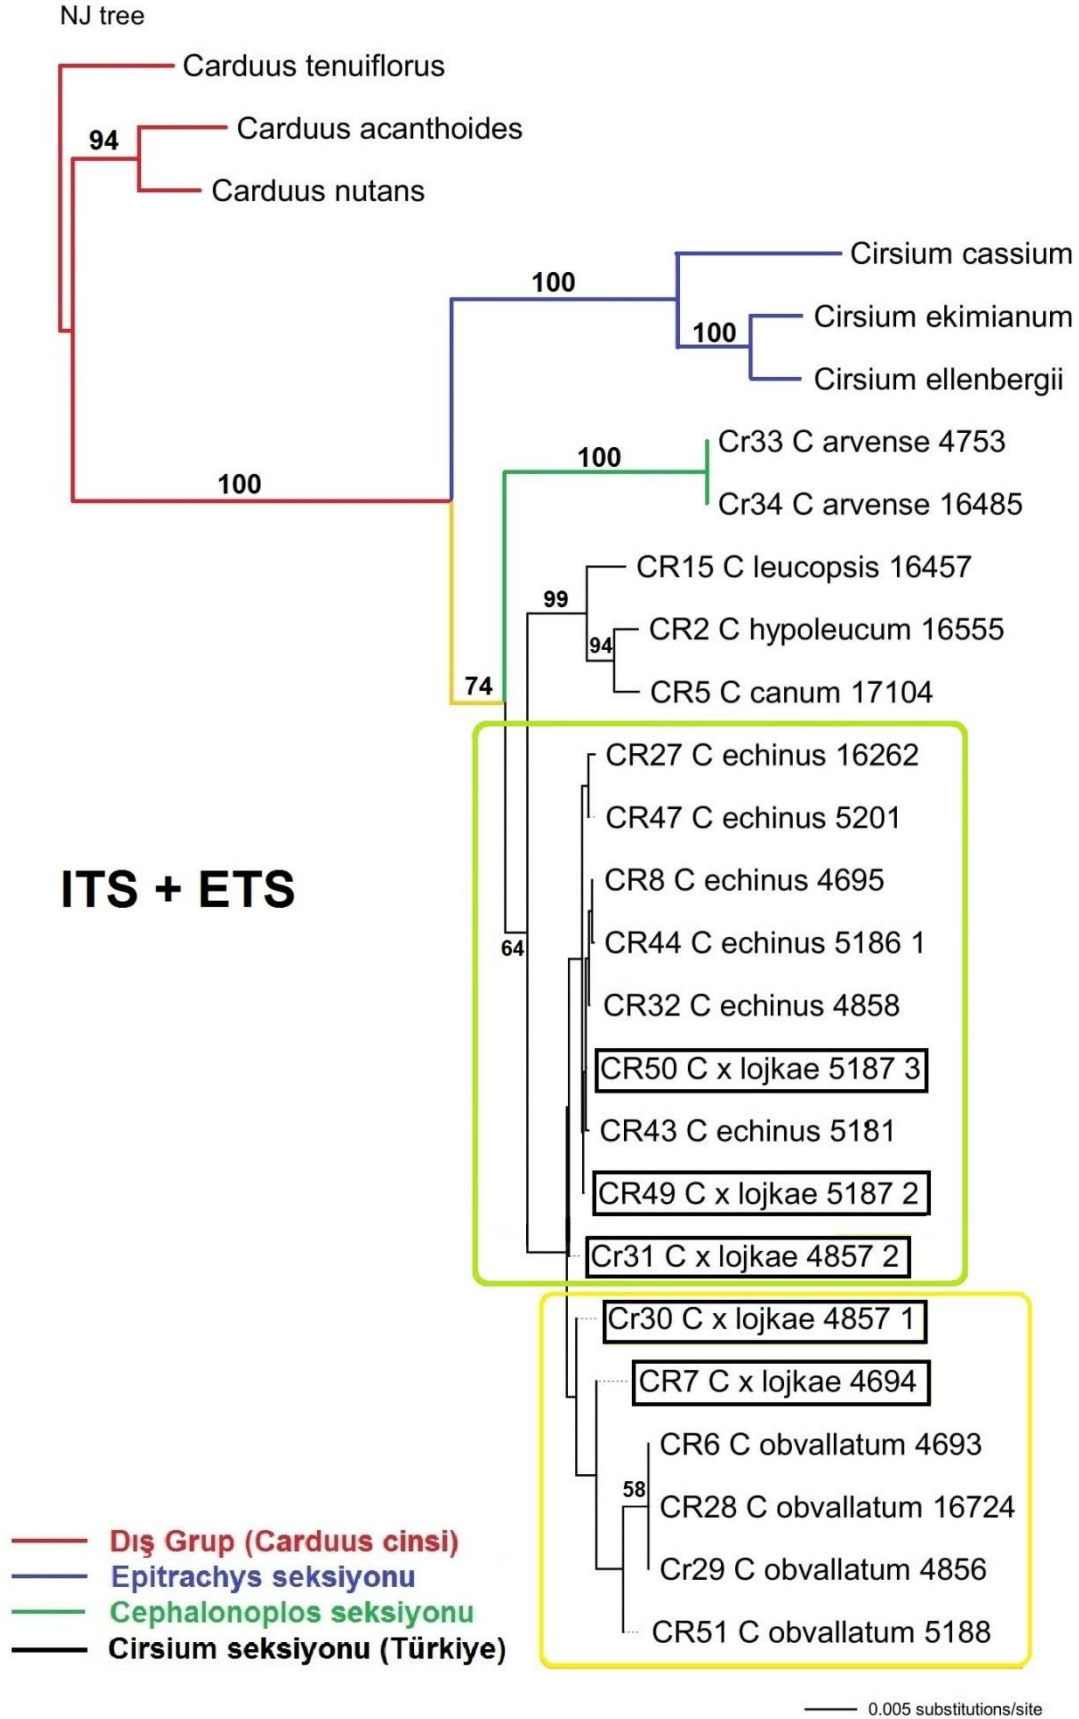 NJ tree
Carduus tenuiflorus
94
Carduus acanthoides
Carduus nutans
Cirsium cassium
100
Cirsium ekimianum
100
Cirsium ellenbergii
Cr33 C arvense 4753
100
100
Cr34 C arvense 16485
CR15 C leucopsis 16457
99
CR2 C hypoleucum 16555
94
CR5 C canum 17104
74
CR27 C echinus 16262
CR47 C echinus 5201
CR8 C echinus 4695
ITS + ETS
CR44 C echinus 5186 1
64
CR32 C echinus 4858
CR50 C x lojkae 5187 3
CR43 C echinus 5181
CR49 C x lojkae 5187 2
Cr31 C x lojkae 4857 2
Cr30 C x lojkae 4857 1
CR7 C x lojkae 4694
CR6 C obvallatum 4693
58
CR28 C obvallatum 16724
Cr29 C obvallatum 4856
CR51 C obvallatum 5188
Dış Grup (Carduus cinsi)
Epitrachys seksiyonu
Cephalonoplos seksiyonu
Cirsium seksiyonu (Türkiye)
0.005 substitutions/site